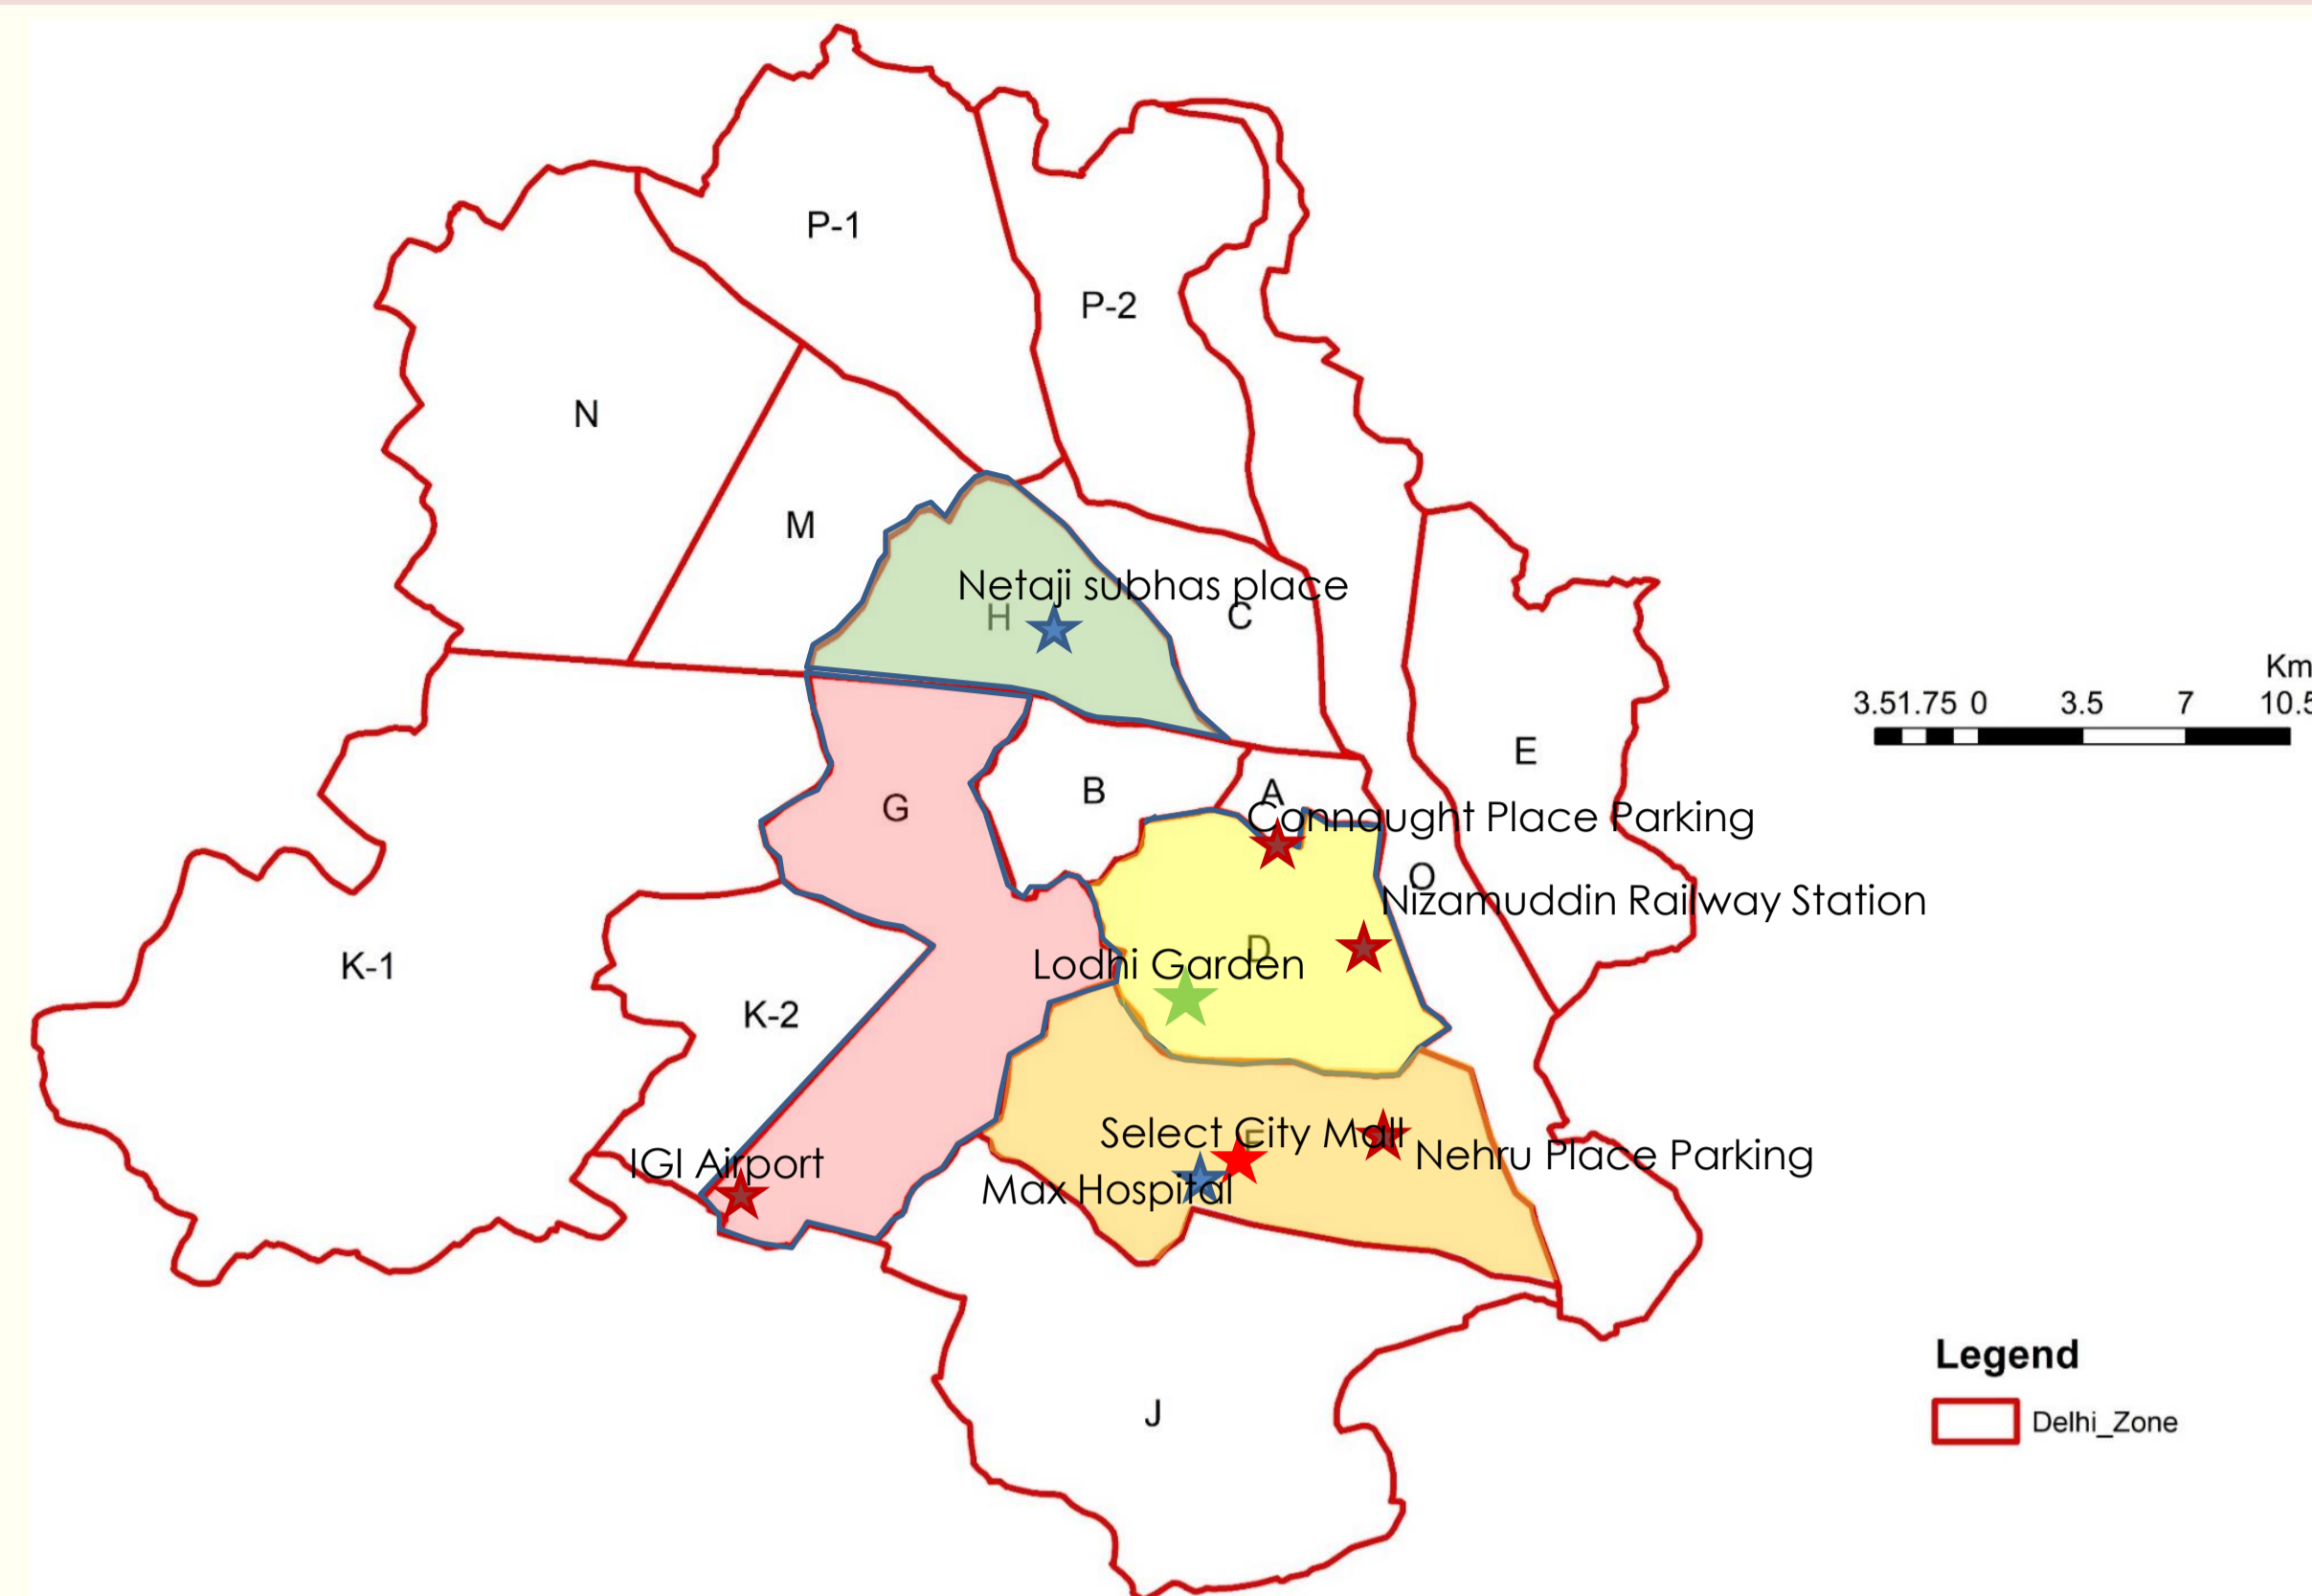 P-1
P-2
N
M
Netaji subhas place
H
C
Km
3.51.75 0 3.5 7 10.5
E
B
A
G
Connaught Place Parking
O
Nizamuddin Railway Station
D
Lodhi Garden
K-1
K-2
Select City Mall
F
Nehru Place Parking
IGI Airport
Max Hospital
Legend
Delhi_Zone
J